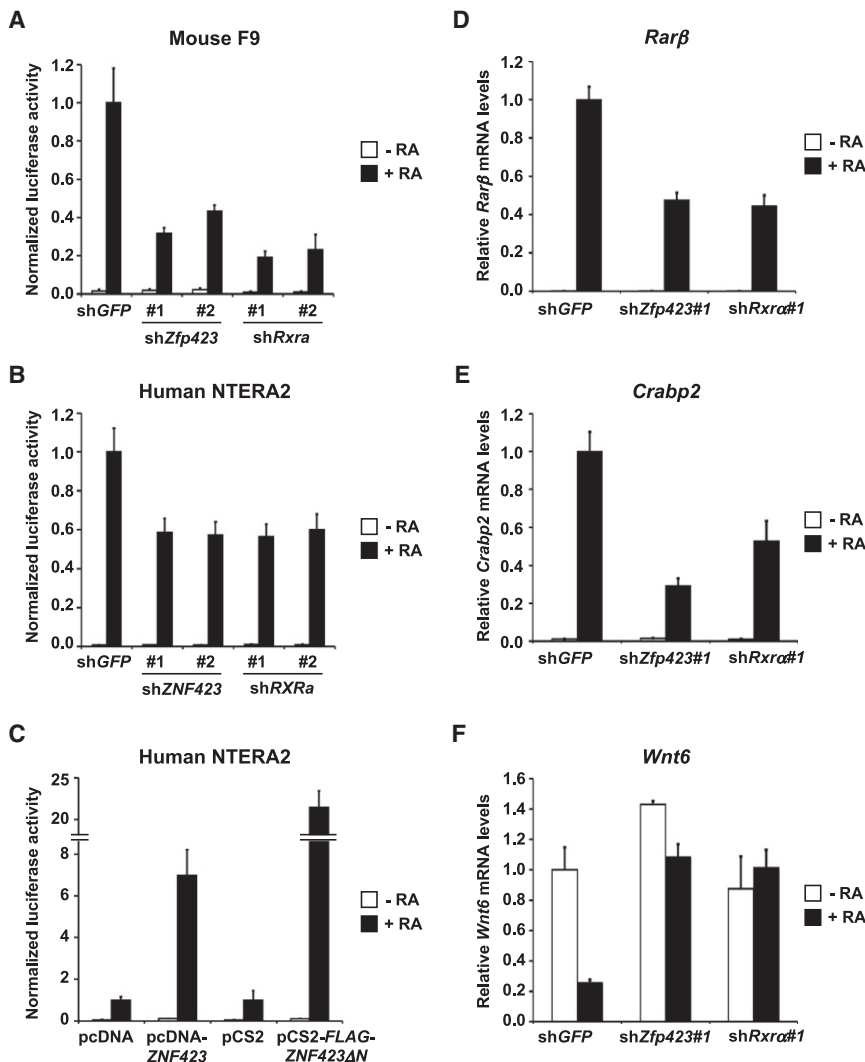 A
Mouse F9
Normalized luciferase activity
1.2
1.0
0.8
0.6
0.4
0.2
0.0
shGFP
#1
#2
#1
#2
shZfp423
shRxra
- RA
+ RA
B
Human NTERA2
Normalized luciferase activity
1.2
1.0
0.8
0.6
0.4
0.2
0.0
shGFP
#1
#2
#1
#2
shZNF423
shRXRa
- RA
+ RA
C
Human NTERA2
Normalized luciferase activity
25
20
8
6
4
2
0
pcDNA
pcDNA-
ZNF423
pCS2
pCS2-FLAG-
ZNF423ΔN
- RA
+ RA
D
Rarβ
Relative Rarβ mRNA levels
1.2
1.0
0.8
0.6
0.4
0.2
0.0
shGFP
shZfp423#1
shRxrα#1
- RA
+ RA
E
Crabp2
Relative Crabp2 mRNA levels
1.2
1.0
0.8
0.6
0.4
0.2
0.0
shGFP
shZfp423#1
shRxrα#1
- RA
+ RA
F
Wnt6
Relative Wnt6 mRNA levels
1.6
1.4
1.2
1.0
0.8
0.6
0.4
0.2
0.0
shGFP
shZfp423#1
shRxrα#1
- RA
+ RA